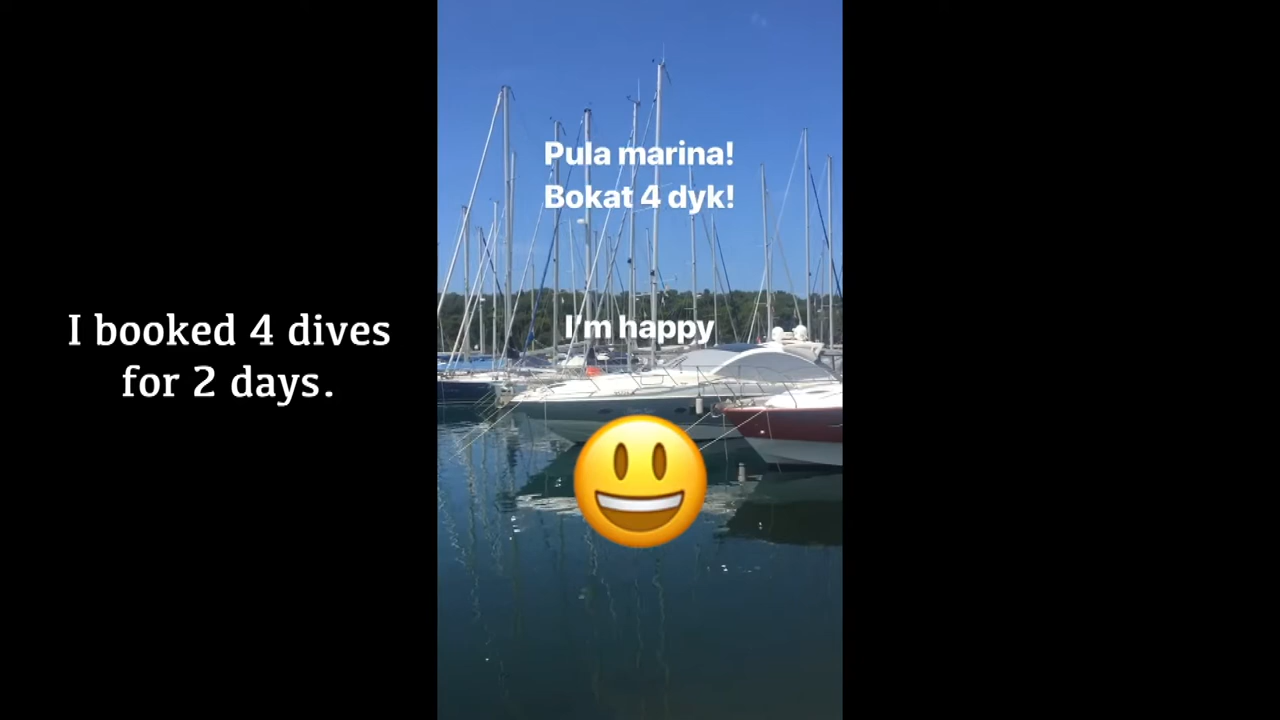 I booked 4 dives
for 2 days.
Pula marina!
Bokat 4 dyk!
I'm happy